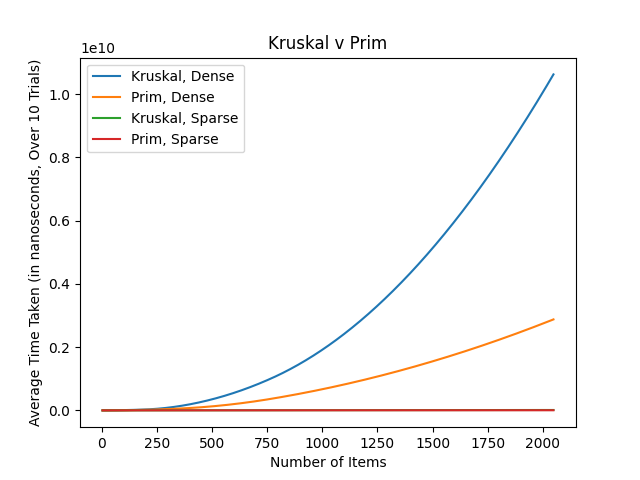 Kruskal v Prim
1e10
Kruskal, Dense
Prim, Dense
Kruskal, Sparse
Prim, Sparse
Average Time Taken (in nanoseconds, Over 10 Trials)
1.0
0.8
0.6
0.4
0.2
0.0
0 250 500 750 1000 1250 1500 1750 2000
Number of Items